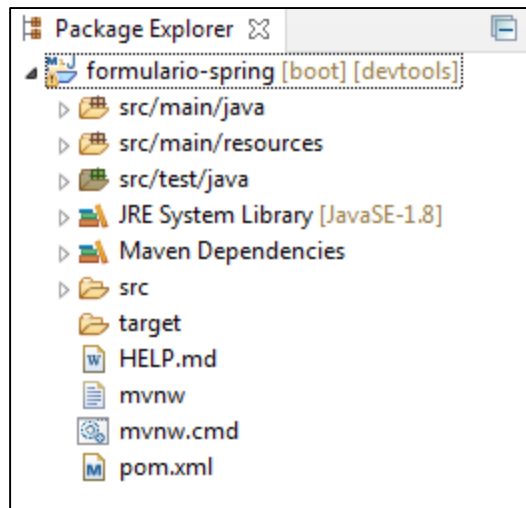 Package Explorer
formulario-spring [boot] [devtools]
src/main/java
src/main/resources
src/test/java
JRE System Library [JavaSE-1.8]
Maven Dependencies
src
target
HELP.md
mvnw
mvnw.cmd
pom.xml